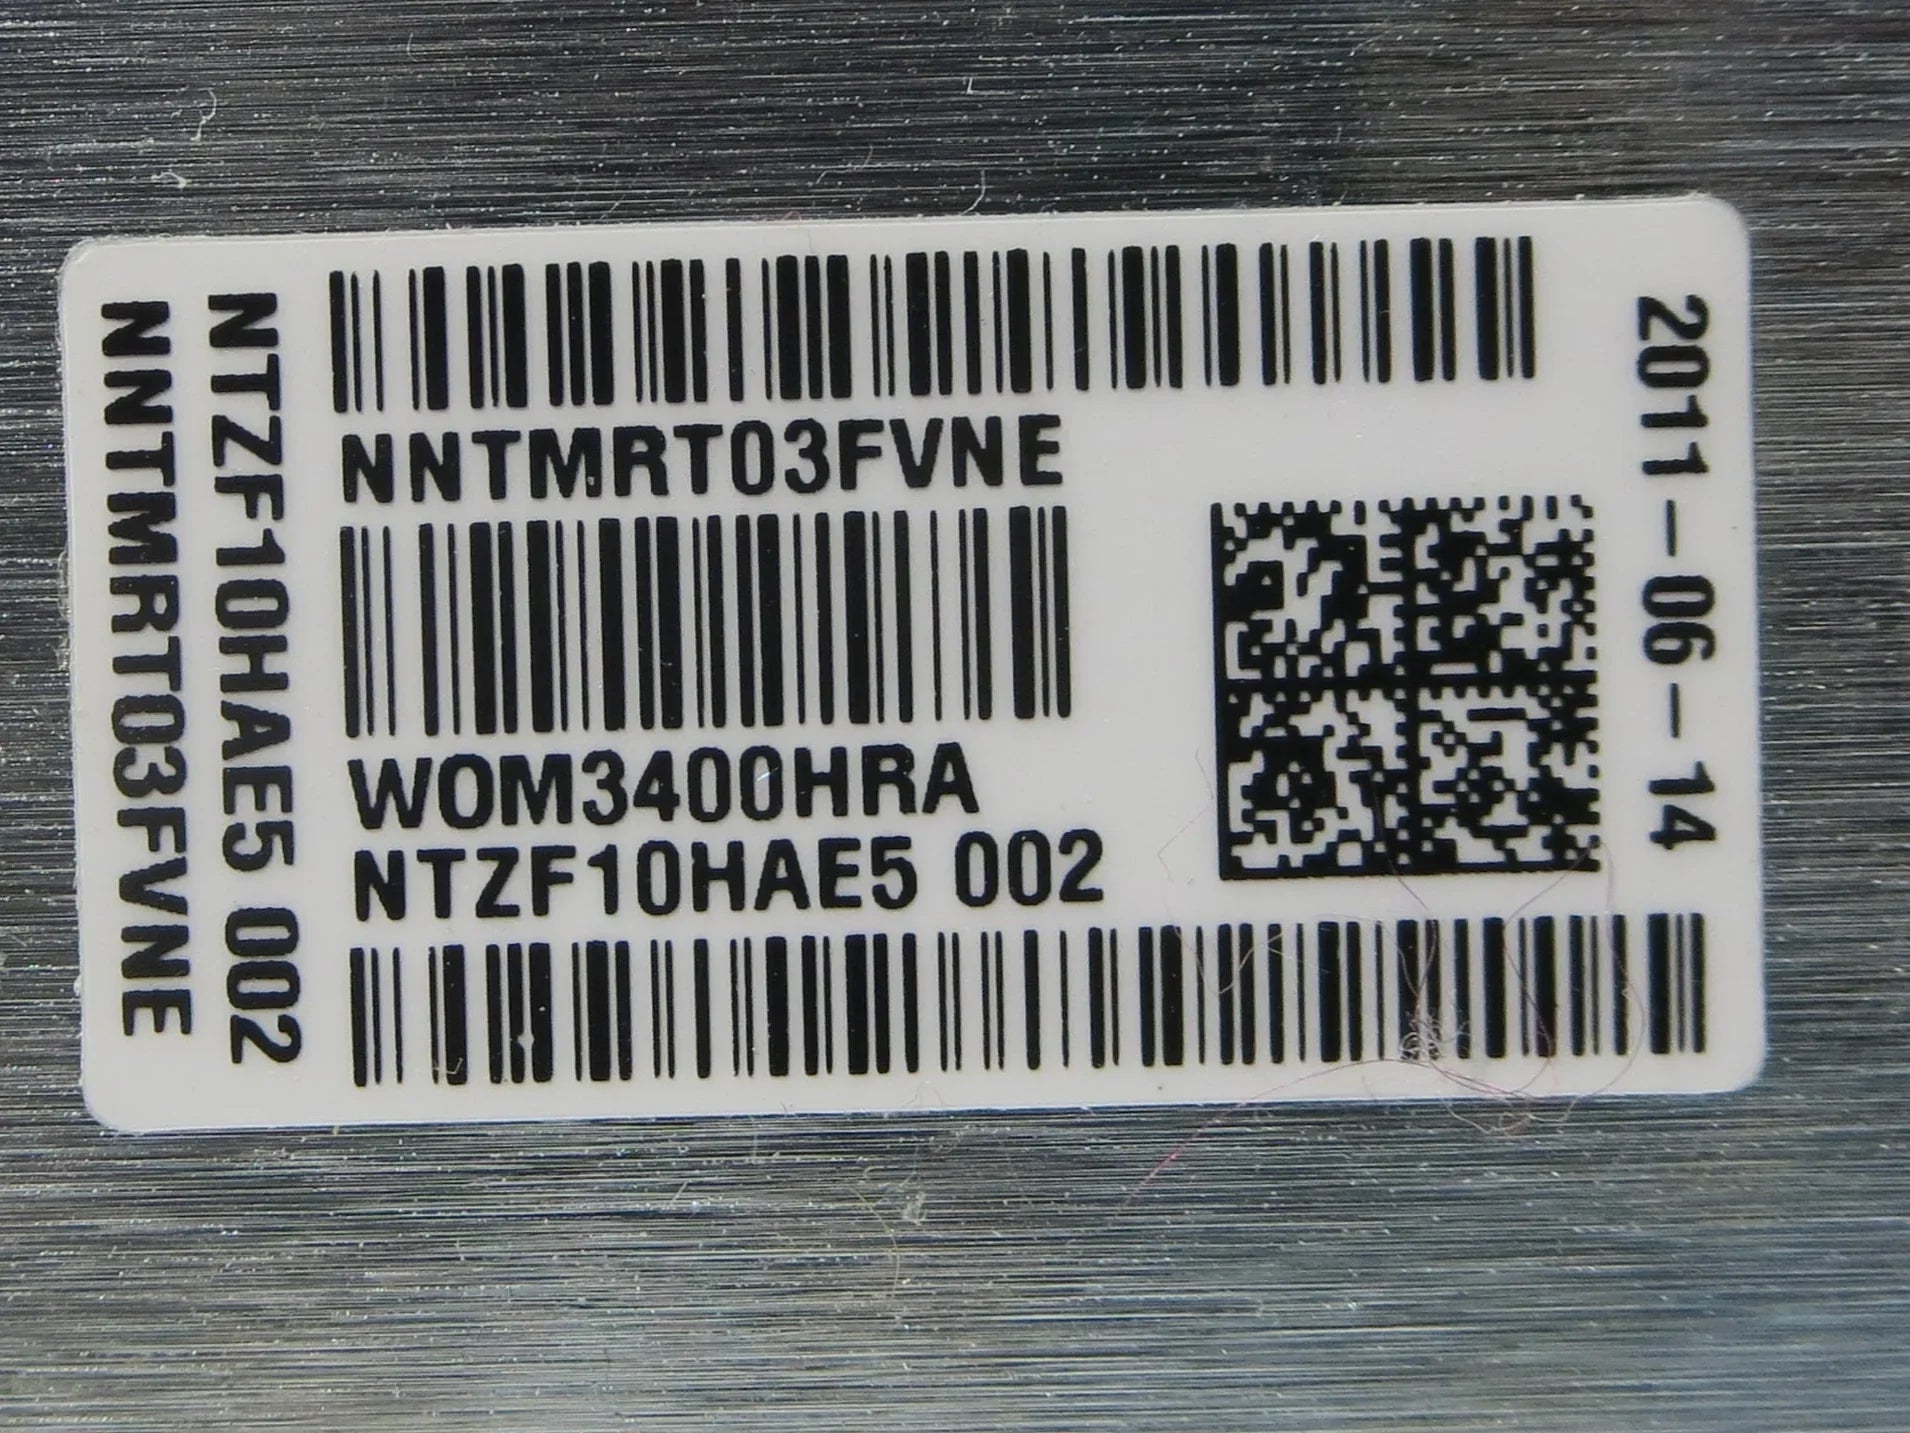 NNTMRT03FVNE
NTZF10HAE5 002
NNTMRT03FVNE
WOM3400HRA
NTZF10HAE5 002
2011-06-14